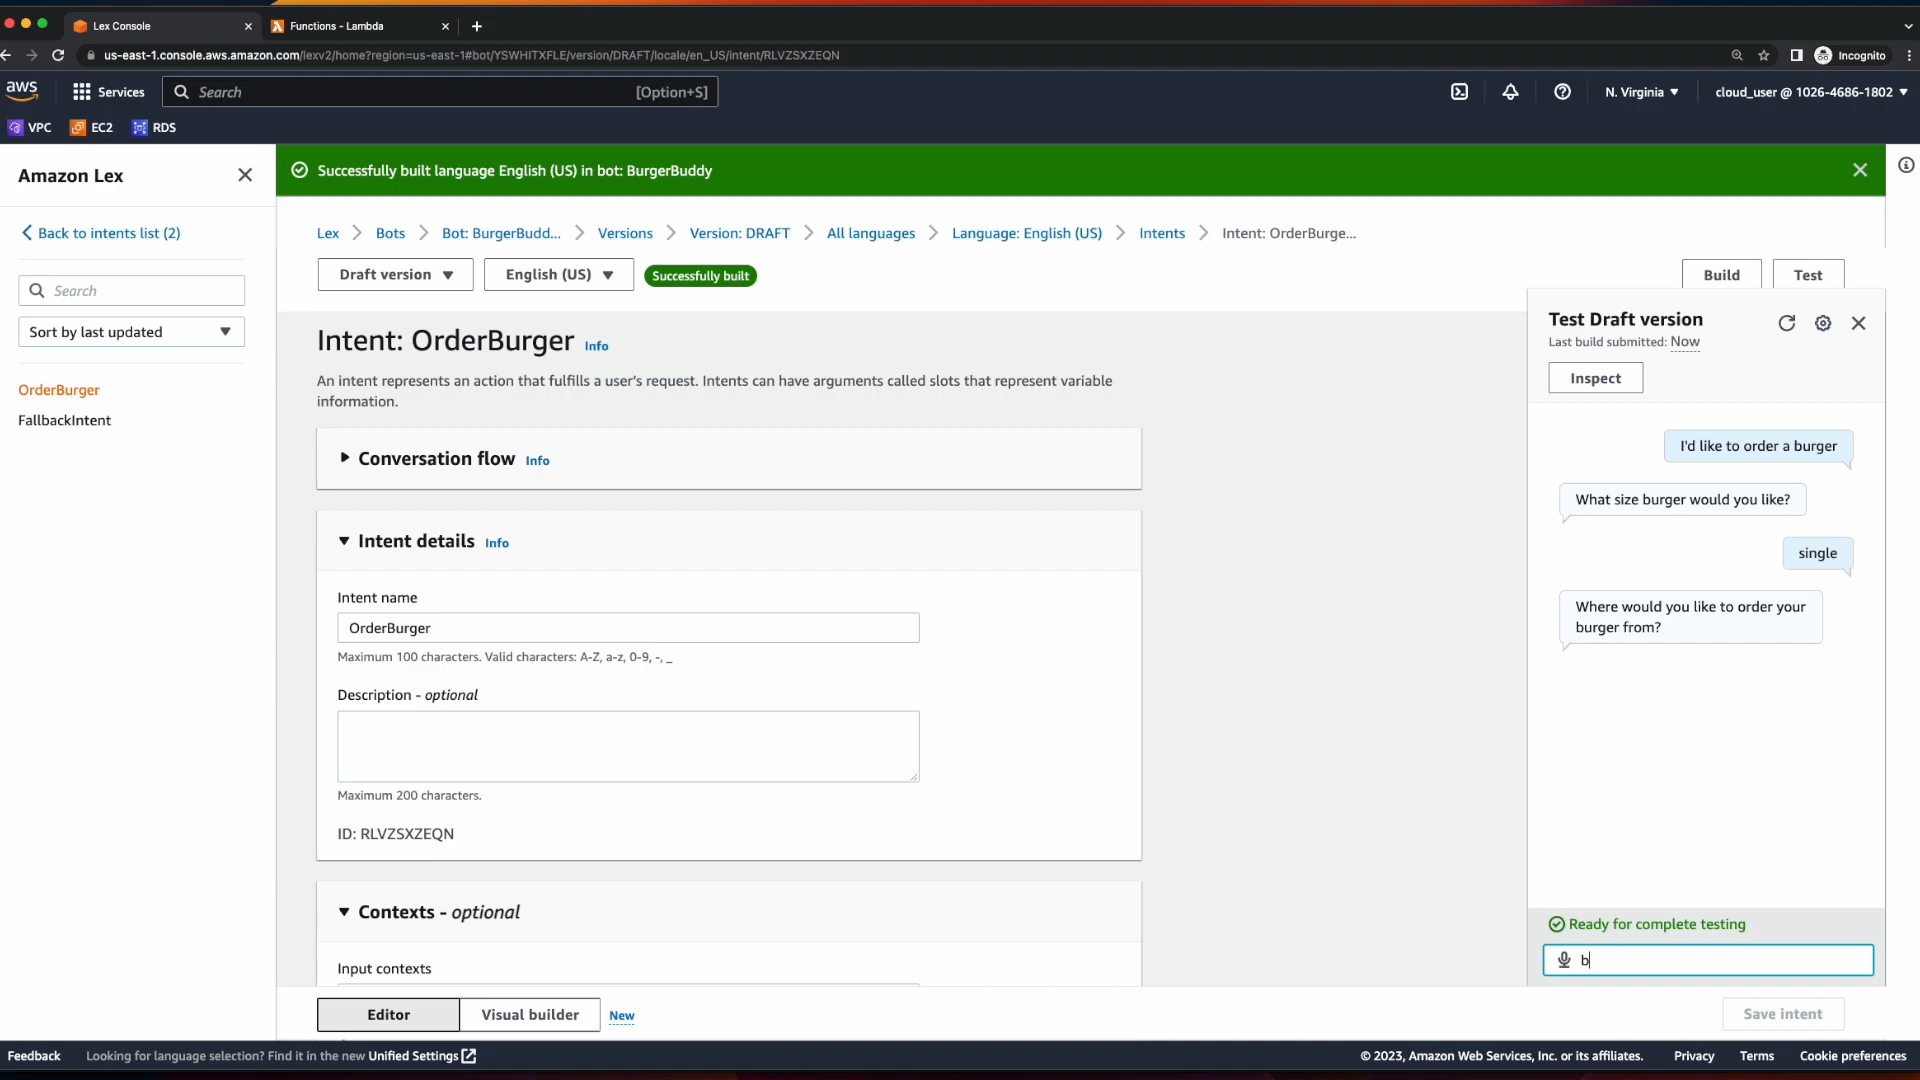 Lex Console
Functions - Lambda
us-east-1.console.aws.amazon.com/lexv2/home?region=us-east-1#bot/YSWHITXFLE/version/DRAFT/locale/en_US/intent/RLVZSXZEQN
Incognito
aws
Services
Search
[Option+S]
N. Virginia
cloud_user @ 1026-4686-1802
VPC
EC2
RDS
Amazon Lex
Successfully built language English (US) in bot: BurgerBuddy
Back to intents list (2)
Search
Sort by last updated
OrderBurger
FallbackIntent
Lex
Bots
Bot: BurgerBudd...
Versions
Version: DRAFT
All languages
Language: English (US)
Intents
Intent: OrderBurge...
Draft version
English (US)
Successfully built
Build
Test
Intent: OrderBurger Info
An intent represents an action that fulfills a user's request. Intents can have arguments called slots that represent variable
information.
Conversation flow Info
Intent details Info
Intent name
OrderBurger
Maximum 100 characters. Valid characters: A-Z, a-z, 0-9, -, _
Description - optional
Maximum 200 characters.
ID: RLVZSXZEQN
Contexts - optional
Input contexts
Test Draft version
Last build submitted: Now
Inspect
I'd like to order a burger
What size burger would you like?
single
Where would you like to order your
burger from?
Ready for complete testing
b
Editor
Visual builder
New
Save intent
Feedback
Looking for language selection? Find it in the new Unified Settings
© 2023, Amazon Web Services, Inc. or its affiliates.
Privacy
Terms
Cookie preferences